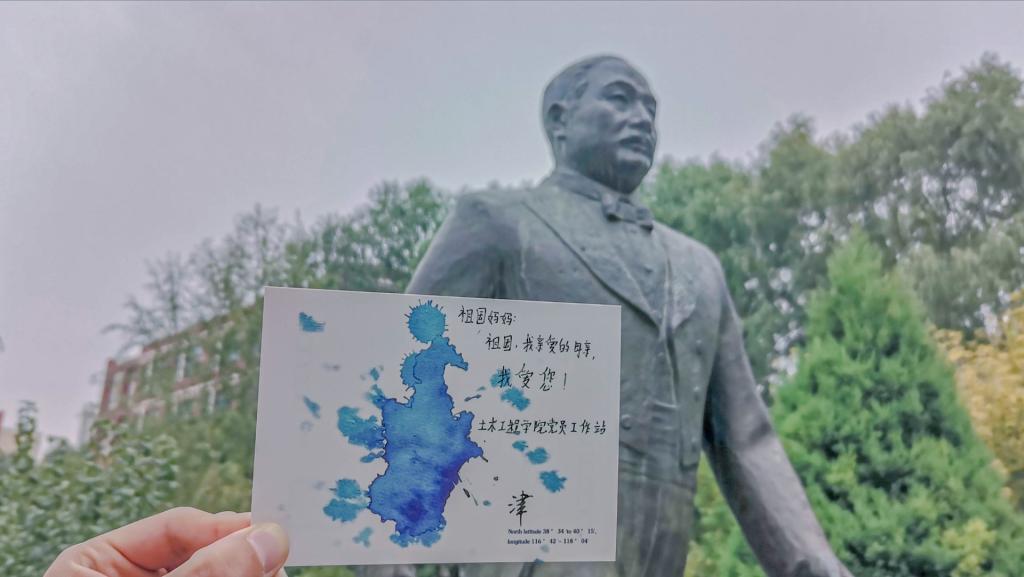 祖国妈妈:
祖国,我亲爱的母亲,
我爱您!
土木工程学院党员工作站
津
North latitude 38° 34' to 40° 15',
longitude 116° 42' ~ 118° 04'